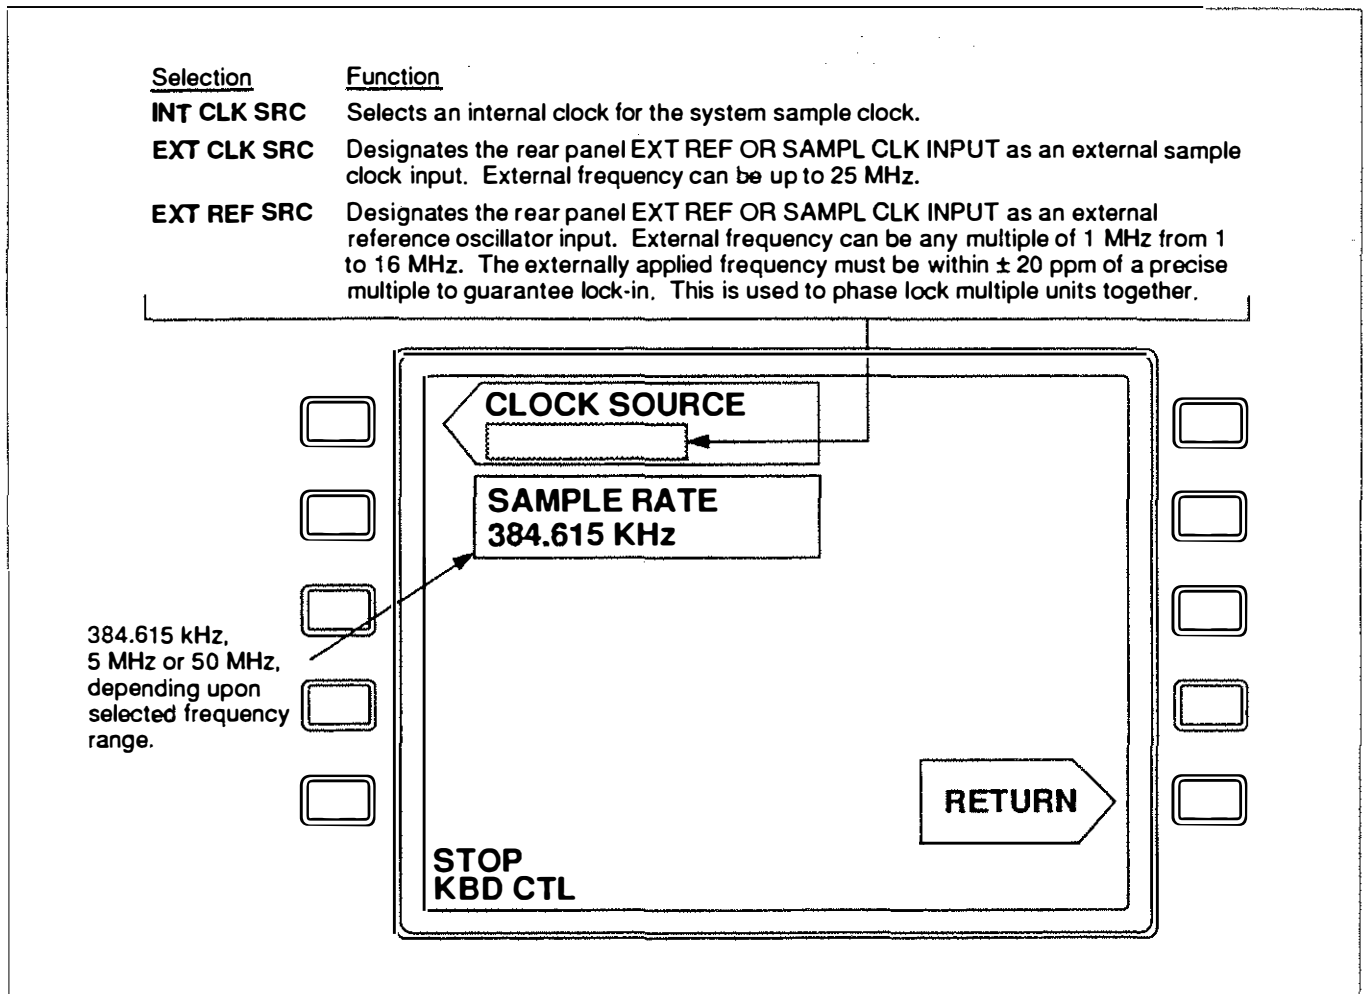 Selection Function
INT CLK SRC Selects an internal clock for the system sample clock.
EXT CLK SRC Designates the rear panel EXT REF OR SAMPL CLK INPUT as an external sample
clock input. External frequency can be up to 25 MHz.
EXT REF SRC Designates the rear panel EXT REF OR SAMPL CLK INPUT as an external
reference oscillator input. External frequency can be any multiple of 1 MHz from 1
to 16 MHz. The externally applied frequency must be within ± 20 ppm of a precise
multiple to guarantee lock-in. This is used to phase lock multiple units together.
CLOCK SOURCE
SAMPLE RATE
384.615 KHz
384.615 kHz,
5 MHz or 50 MHz,
depending upon
selected frequency
range.
RETURN
STOP
KBD CTL